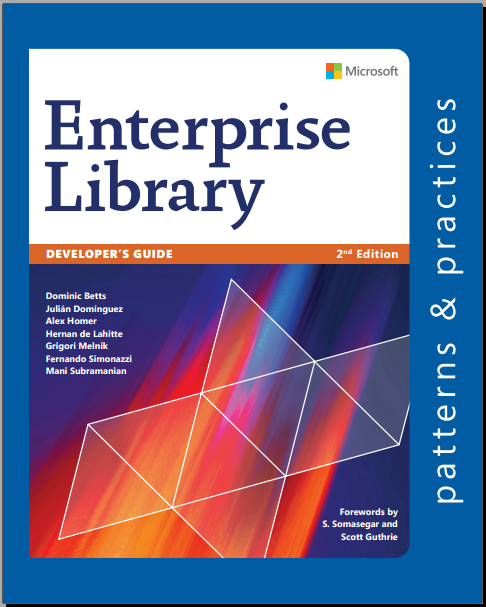 Microsoft
Enterprise
Library
DEVELOPER'S GUIDE
2nd Edition
Dominic Betts
Julián Domínguez
Alex Homer
Hernan de Lahitte
Grigori Melnik
Fernando Simonazzi
Mani Subramanian
Forewords by
S. Somasegar and
Scott Guthrie
patterns & practices